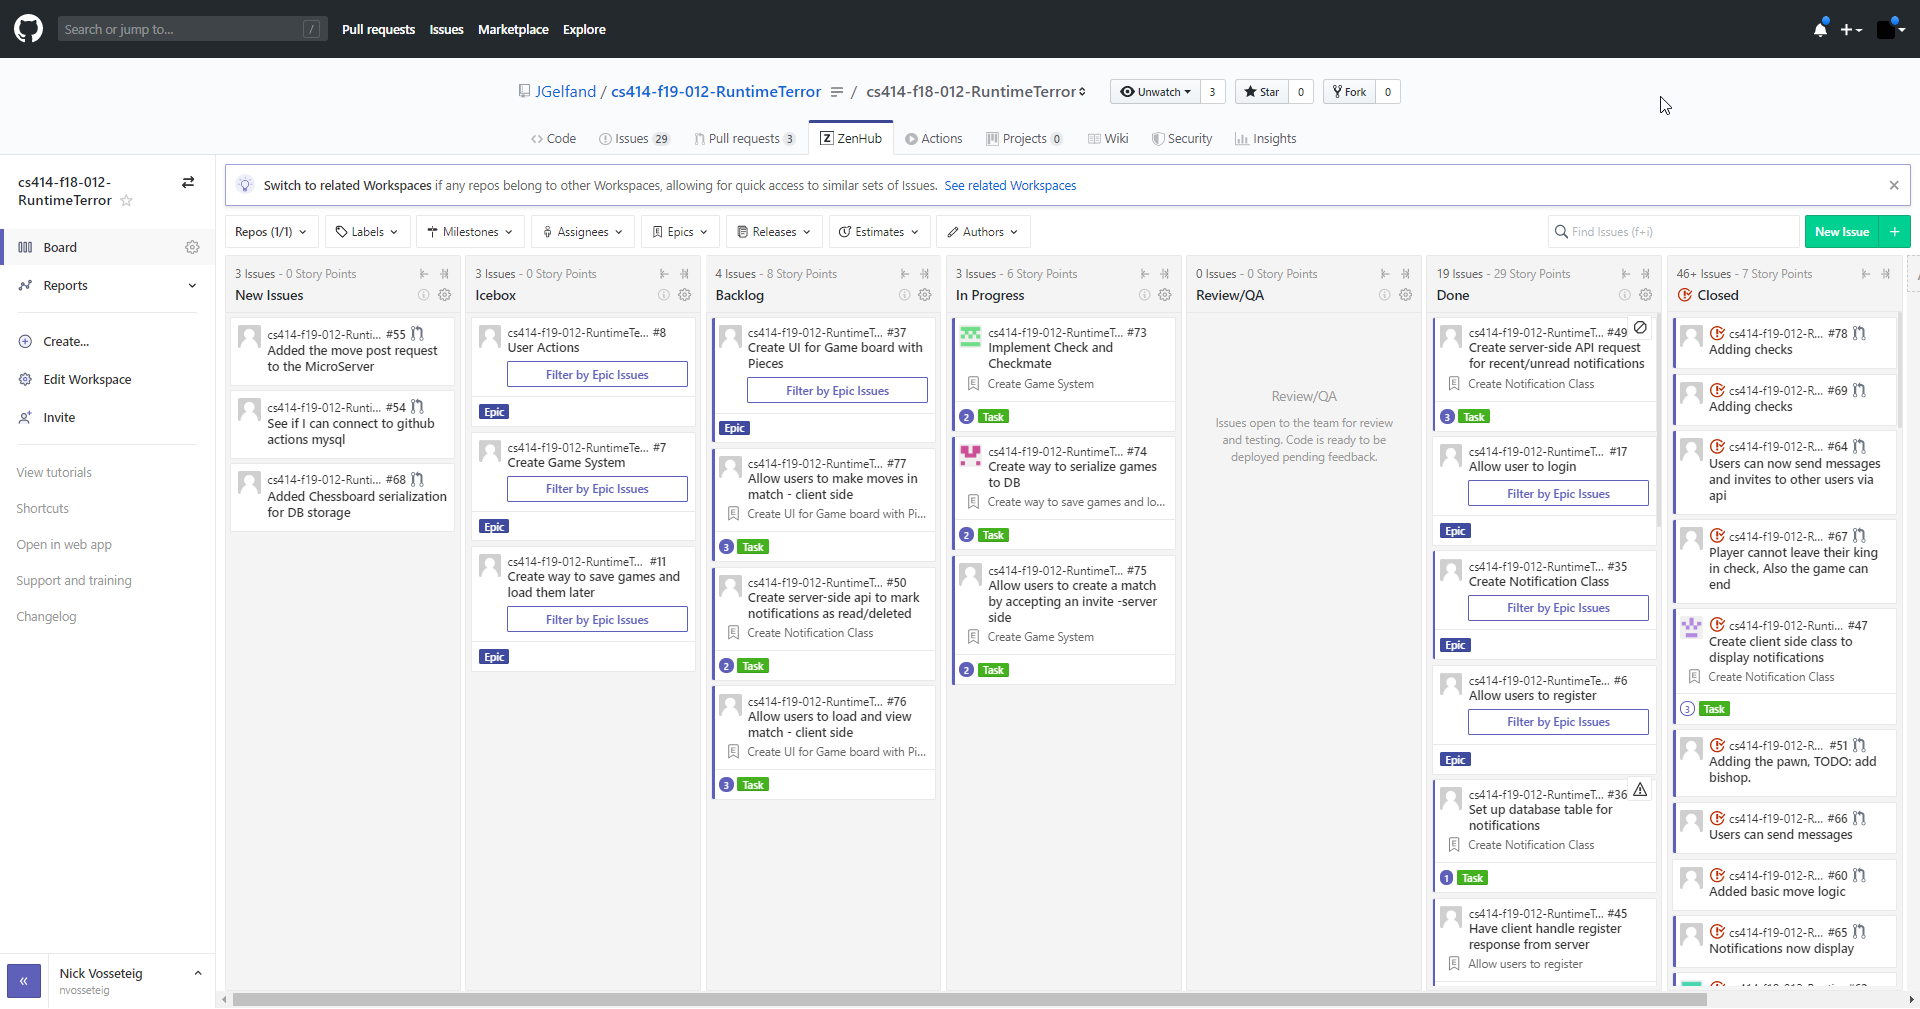 Search or jump to... /
Pull requests Issues Marketplace Explore
JGelfand / cs414-f19-012-RuntimeTerror / cs414-f18-012-RuntimeTerror
Unwatch 3 Star 0 Fork 0
Code Issues 29 Pull requests 3 Z ZenHub Actions Projects 0 Wiki Security Insights
cs414-f18-012-
RuntimeTerror
Board
Reports
Create...
Edit Workspace
Invite
View tutorials
Shortcuts
Open in web app
Support and training
Changelog
Nick Vosseteig
nvosseteig
Switch to related Workspaces if any repos belong to other Workspaces, allowing for quick access to similar sets of Issues. See related Workspaces
Repos (1/1) Labels Milestones Assignees Epics Releases Estimates Authors
Find Issues (f+i)
New Issue +
3 Issues - 0 Story Points
New Issues
cs414-f19-012-Runti... #55
Added the move post request
to the MicroServer
cs414-f19-012-Runti... #54
See if I can connect to github
actions mysql
cs414-f19-012-Runti... #68
Added Chessboard serialization
for DB storage
3 Issues - 0 Story Points
Icebox
cs414-f19-012-RuntimeTe... #8
User Actions
Filter by Epic Issues
Epic
cs414-f19-012-RuntimeTe... #7
Create Game System
Filter by Epic Issues
Epic
cs414-f19-012-RuntimeT... #11
Create way to save games and
load them later
Filter by Epic Issues
Epic
4 Issues - 8 Story Points
Backlog
cs414-f19-012-RuntimeT... #37
Create UI for Game board with
Pieces
Filter by Epic Issues
Epic
cs414-f19-012-RuntimeT... #77
Allow users to make moves in
match - client side
Create UI for Game board with Pi...
3 Task
cs414-f19-012-RuntimeT... #50
Create server-side api to mark
notifications as read/deleted
Create Notification Class
2 Task
cs414-f19-012-RuntimeT... #76
Allow users to load and view
match - client side
Create UI for Game board with Pi...
3 Task
3 Issues - 6 Story Points
In Progress
cs414-f19-012-RuntimeT... #73
Implement Check and
Checkmate
Create Game System
2 Task
cs414-f19-012-RuntimeT... #74
Create way to serialize games
to DB
Create way to save games and lo...
2 Task
cs414-f19-012-RuntimeT... #75
Allow users to create a match
by accepting an invite -server
side
Create Game System
2 Task
0 Issues - 0 Story Points
Review/QA
Review/QA
Issues open to the team for review
and testing. Code is ready to be
deployed pending feedback.
19 Issues - 29 Story Points
Done
cs414-f19-012-RuntimeT... #49
Create server-side API request
for recent/unread notifications
Create Notification Class
3 Task
cs414-f19-012-RuntimeT... #17
Allow user to login
Filter by Epic Issues
Epic
cs414-f19-012-RuntimeT... #35
Create Notification Class
Filter by Epic Issues
Epic
cs414-f19-012-RuntimeTe... #6
Allow users to register
Filter by Epic Issues
Epic
cs414-f19-012-RuntimeT... #36
Set up database table for
notifications
Create Notification Class
1 Task
cs414-f19-012-RuntimeT... #45
Have client handle register
response from server
Allow users to register
46+ Issues - 7 Story Points
Closed
cs414-f19-012-R... #78
Adding checks
cs414-f19-012-R... #69
Adding checks
cs414-f19-012-R... #64
Users can now send messages
and invites to other users via
api
cs414-f19-012-R... #67
Player cannot leave their king
in check, Also the game can
end
cs414-f19-012-Runti... #47
Create client side class to
display notifications
Create Notification Class
3 Task
cs414-f19-012-R... #51
Adding the pawn, TODO: add
bishop.
cs414-f19-012-R... #66
Users can send messages
cs414-f19-012-R... #60
Added basic move logic
cs414-f19-012-R... #65
Notifications now display